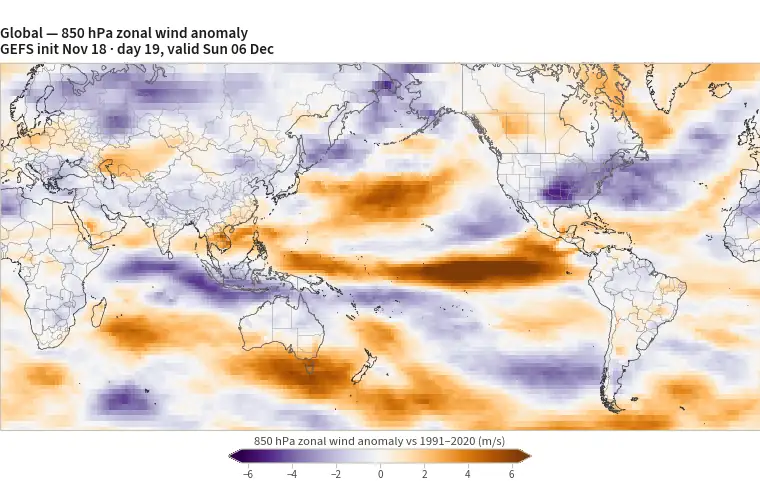 Global — 850 hPa zonal wind anomaly
GEFS init Nov 18 · day 19, valid Sun 06 Dec
850 hPa zonal wind anomaly vs 1991–2020 (m/s)
−6 −4 −2 0 2 4 6